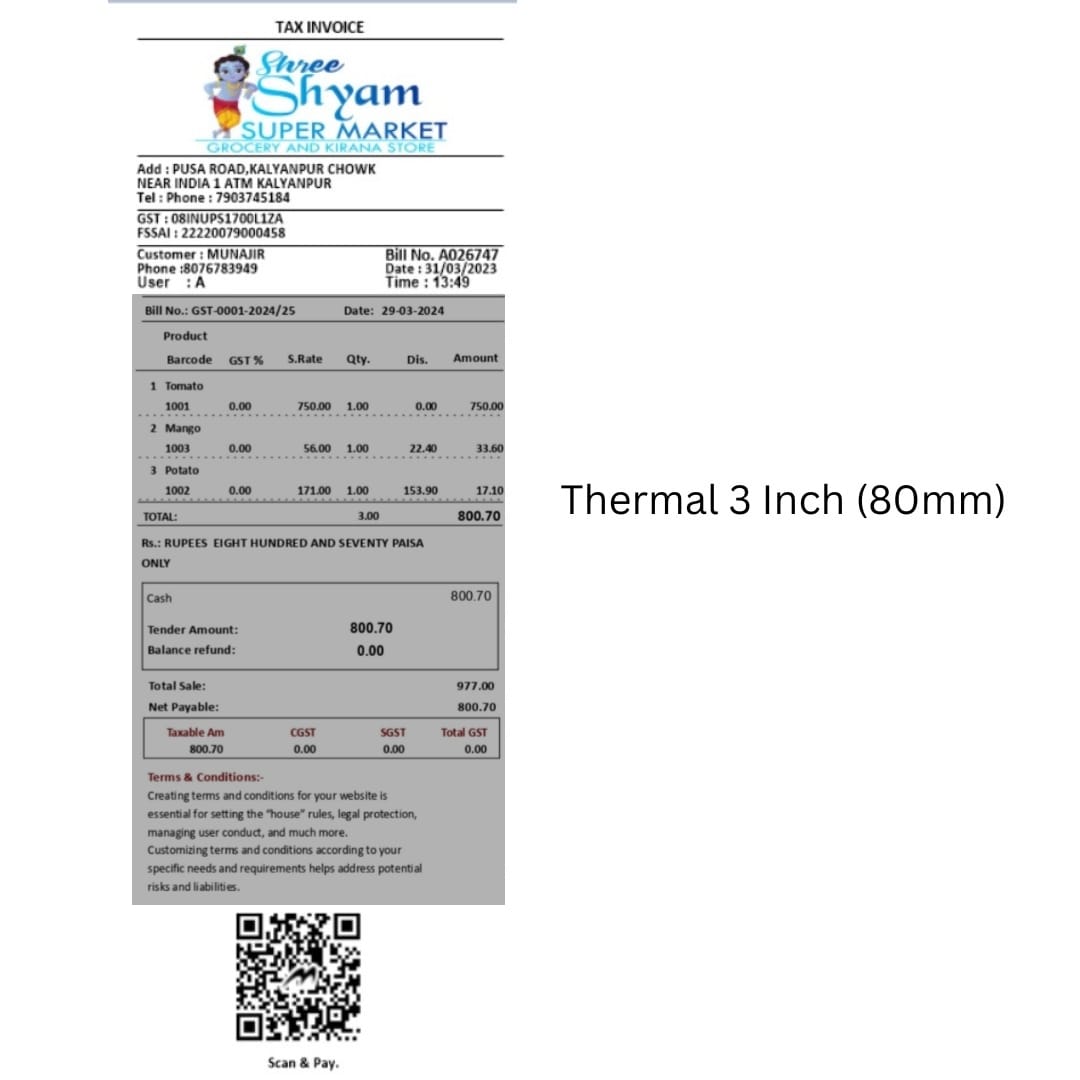 TAX INVOICE
Shree
Shyam
SUPER MARKET
GROCERY AND KIRANA STORE
Add : PUSA ROAD,KALYANPUR CHOWK
NEAR INDIA 1 ATM KALYANPUR
Tel : Phone : 7903745184
GST : 08INUPS1700L1ZA
FSSAI : 22220079000458
Customer : MUNAJIR Bill No. A026747
Phone :8076783949 Date : 31/03/2023
User : A Time : 13:49
Bill No.: GST-0001-2024/25 Date: 29-03-2024
Product
Barcode GST % S.Rate Qty. Dis. Amount
1 Tomato
1001 0.00 750.00 1.00 0.00 750.00
2 Mango
1003 0.00 56.00 1.00 22.40 33.60
3 Potato
1002 0.00 171.00 1.00 153.90 17.10
TOTAL: 3.00 800.70
Rs.: RUPEES EIGHT HUNDRED AND SEVENTY PAISA
ONLY
Cash 800.70
Tender Amount: 800.70
Balance refund: 0.00
Total Sale: 977.00
Net Payable: 800.70
Taxable Am CGST SGST Total GST
800.70 0.00 0.00 0.00
Terms & Conditions:-
Creating terms and conditions for your website is
essential for setting the "house" rules, legal protection,
managing user conduct, and much more.
Customizing terms and conditions according to your
specific needs and requirements helps address potential
risks and liabilities.
Scan & Pay.
Thermal 3 Inch (80mm)